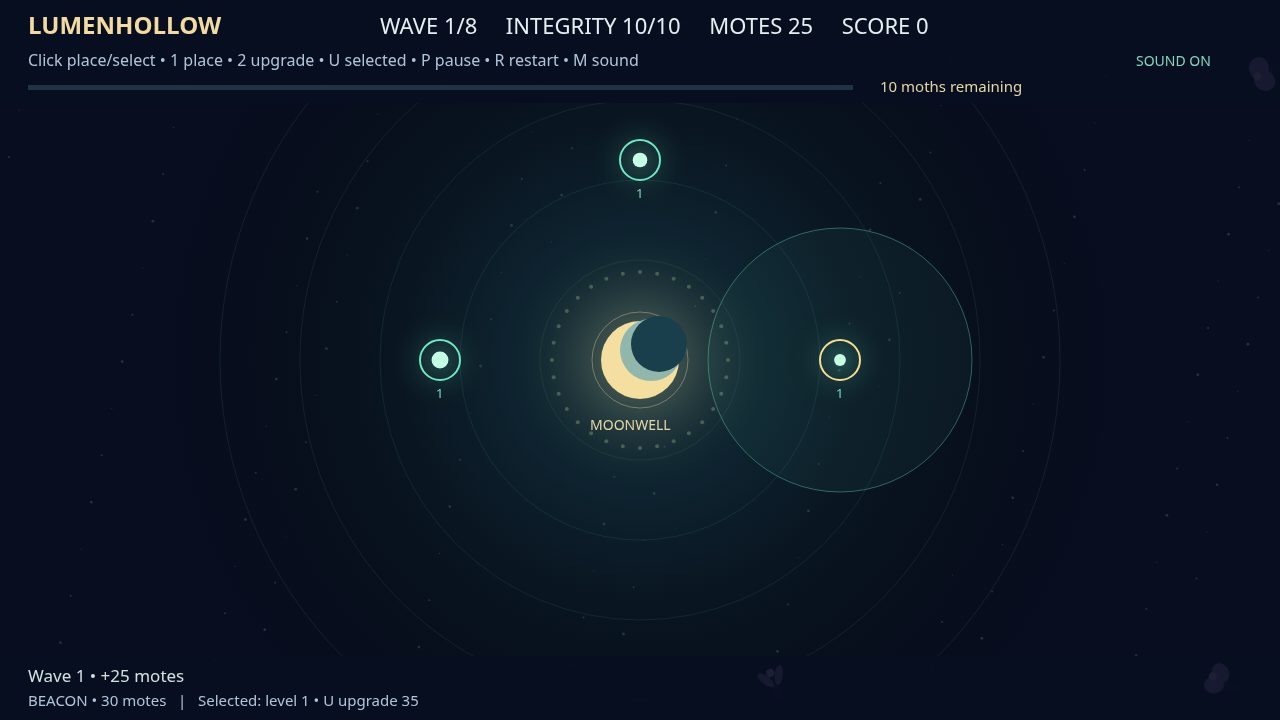 LUMENHOLLOW
WAVE 1/8 INTEGRITY 10/10 MOTES 25 SCORE 0
Click place/select • 1 place • 2 upgrade • U selected • P pause • R restart • M sound
SOUND ON
10 moths remaining
1
1
1
MOONWELL
Wave 1 • +25 motes
BEACON • 30 motes | Selected: level 1 • U upgrade 35